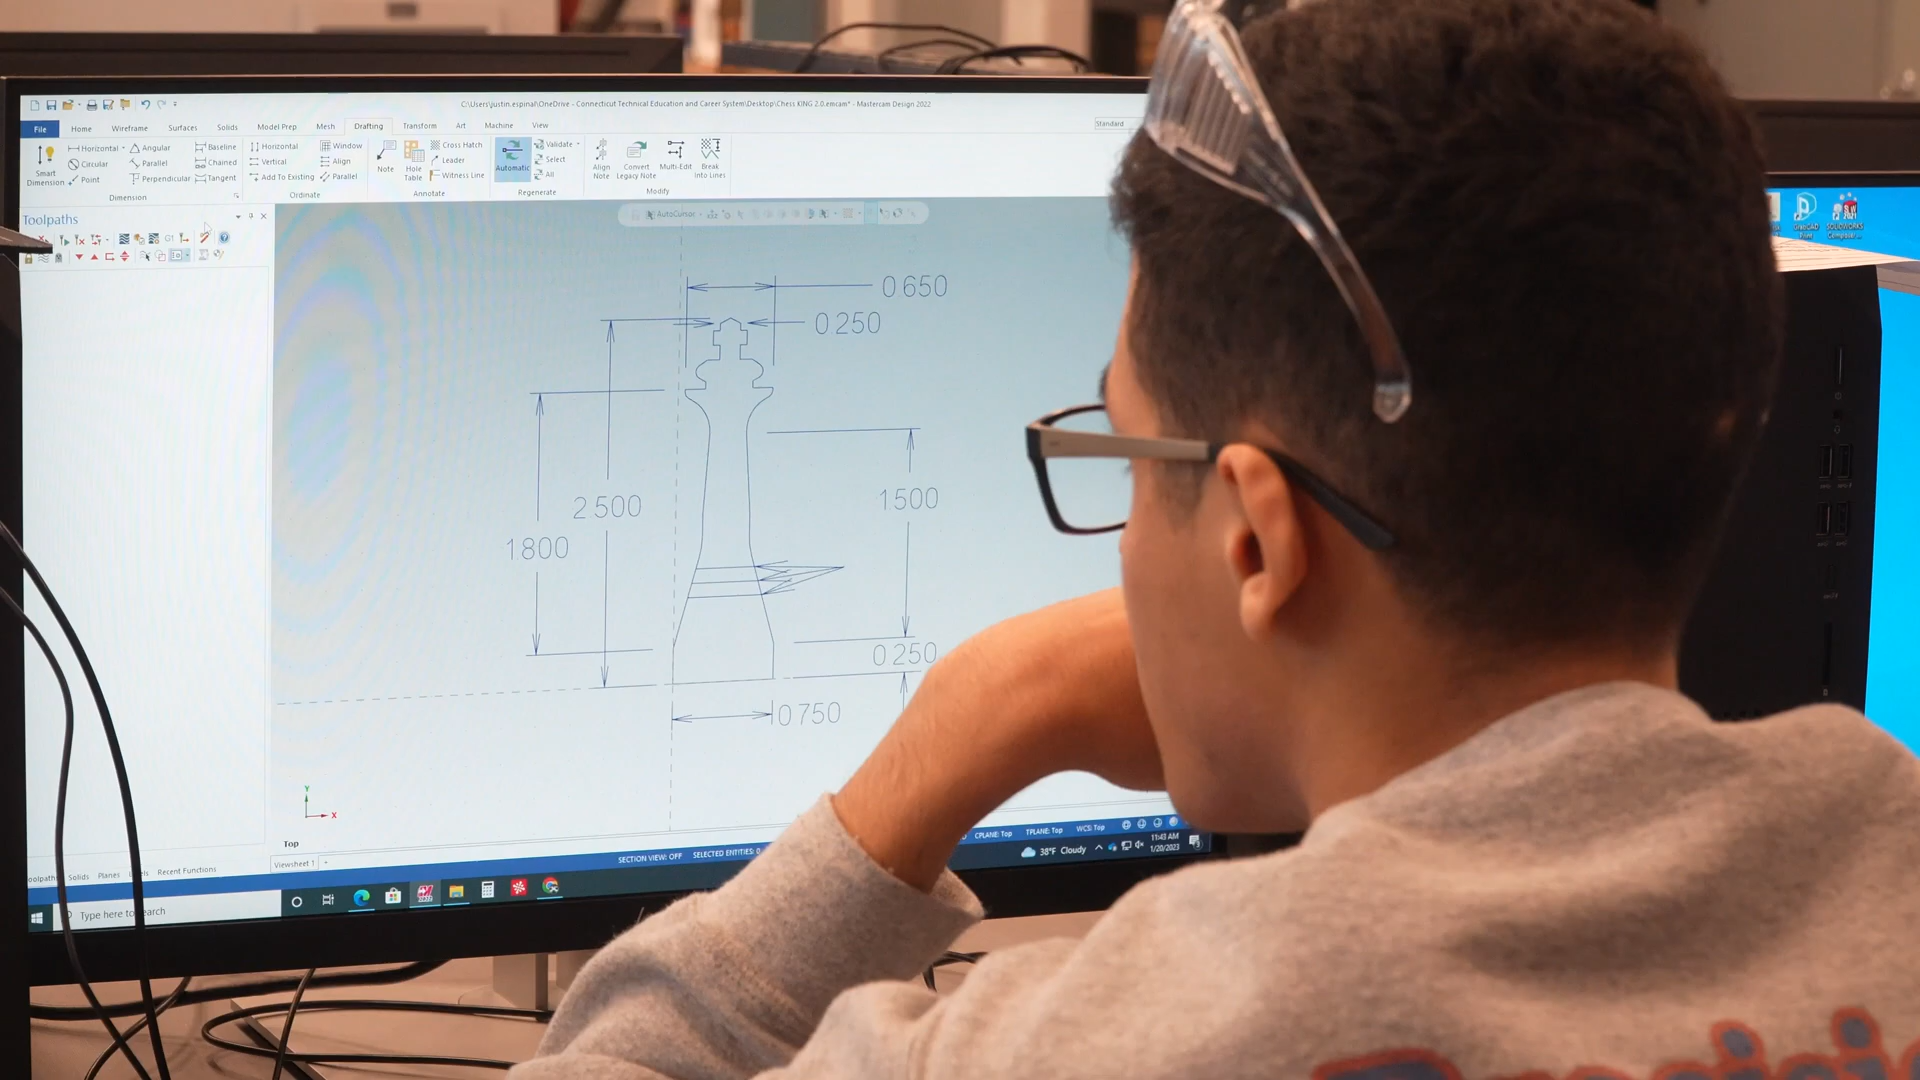 C:\Users\justin.espinal\OneDrive - Connecticut Technical Education and Career System\Desktop\Chess KING 2.0.emcam* - Mastercam Design 2022
File Home Wireframe Surfaces Solids Model Prep Mesh Drafting Transform Art Machine View
Standard
Horizontal Angular Baseline Horizontal Window Cross Hatch Validate
Circular Parallel Chained Vertical Align Leader Select
Point Perpendicular Tangent Add To Existing Parallel Witness Line All
Smart Dimension
Note
Hole Table
Automatic
Align Note
Convert Legacy Note
Multi-Edit
Break Into Lines
Dimension Ordinate Annotate Regenerate Modify
Toolpaths
AutoCursor
GrabCAD Print
SOLIDWORKS Composer...
0.650
0.250
2.500
1.500
1.800
0.250
0.750
Y
X
Top
Viewsheet 1 +
Solids Planes Recent Functions
SECTION VIEW: OFF SELECTED ENTITIES: 0
CPLANE: Top TPLANE: Top WCS: Top
Type here to search
38°F Cloudy
11:43 AM
1/20/2023